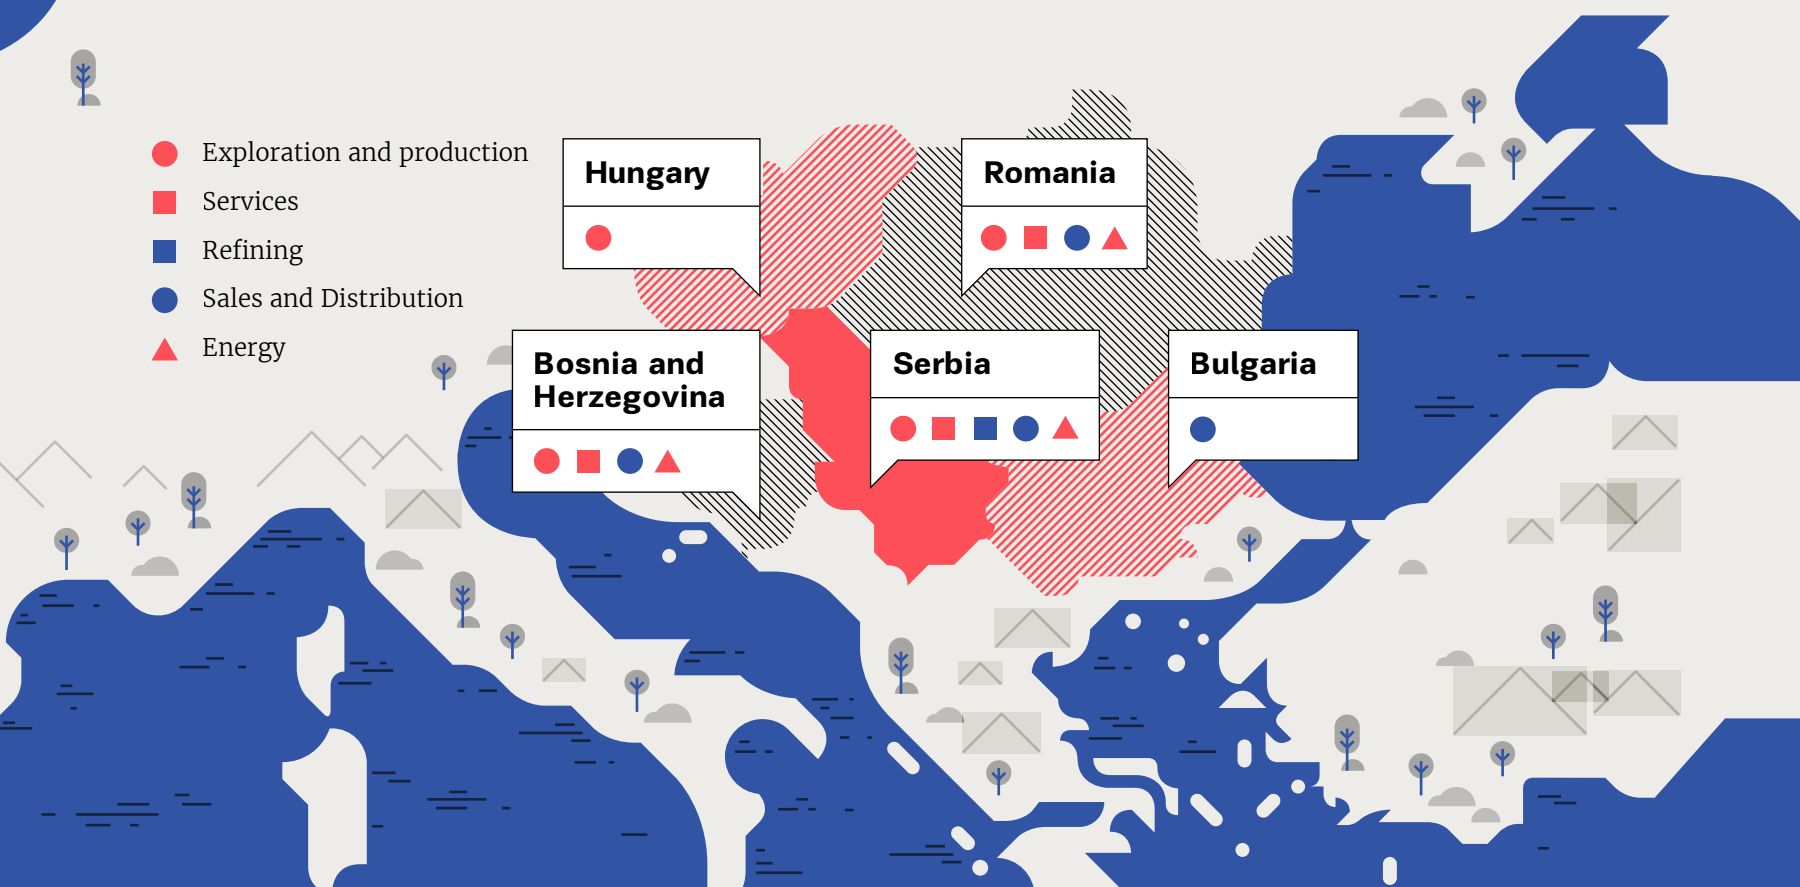 Exploration and production
Services
Refining
Sales and Distribution
Energy
Hungary
Romania
Bosnia and
Herzegovina
Serbia
Bulgaria